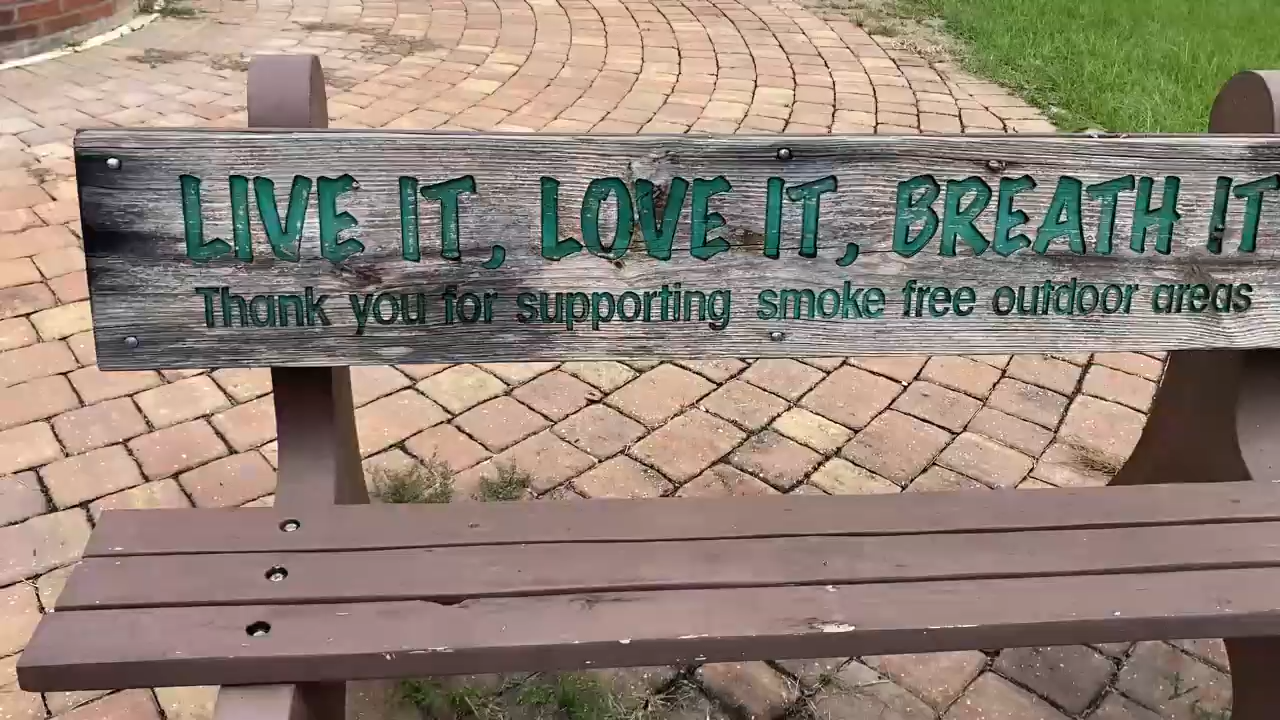 LIVE IT, LOVE IT, BREATH IT
Thank you for supporting smoke free outdoor areas